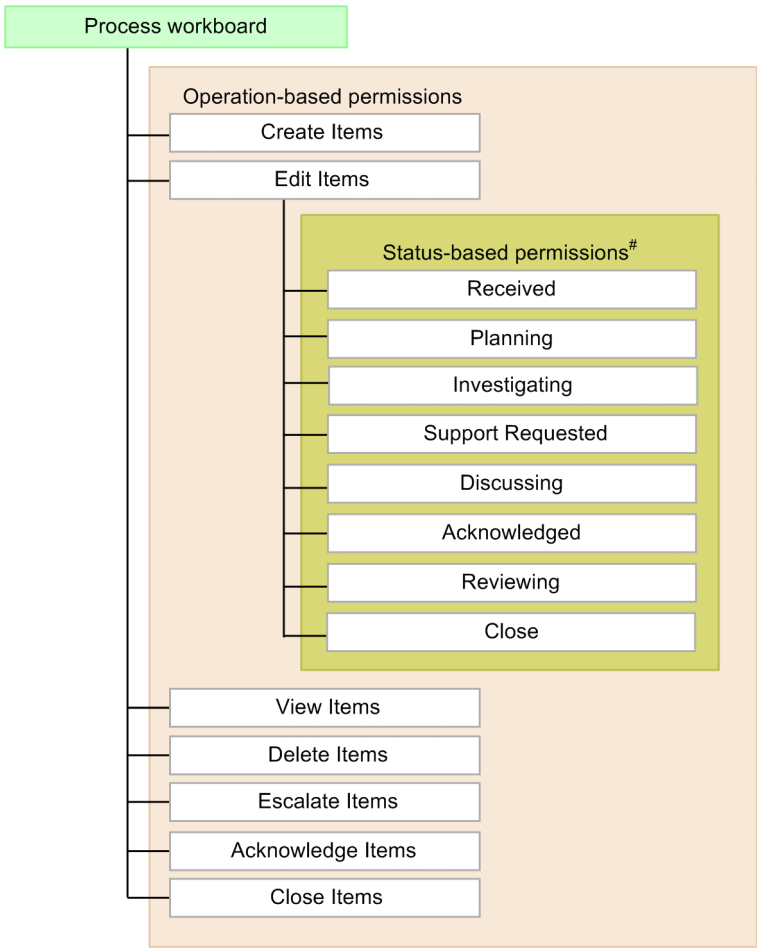 Process workboard
Operation-based permissions
Create Items
Edit Items
Status-based permissions#
Received
Planning
Investigating
Support Requested
Discussing
Acknowledged
Reviewing
Close
View Items
Delete Items
Escalate Items
Acknowledge Items
Close Items